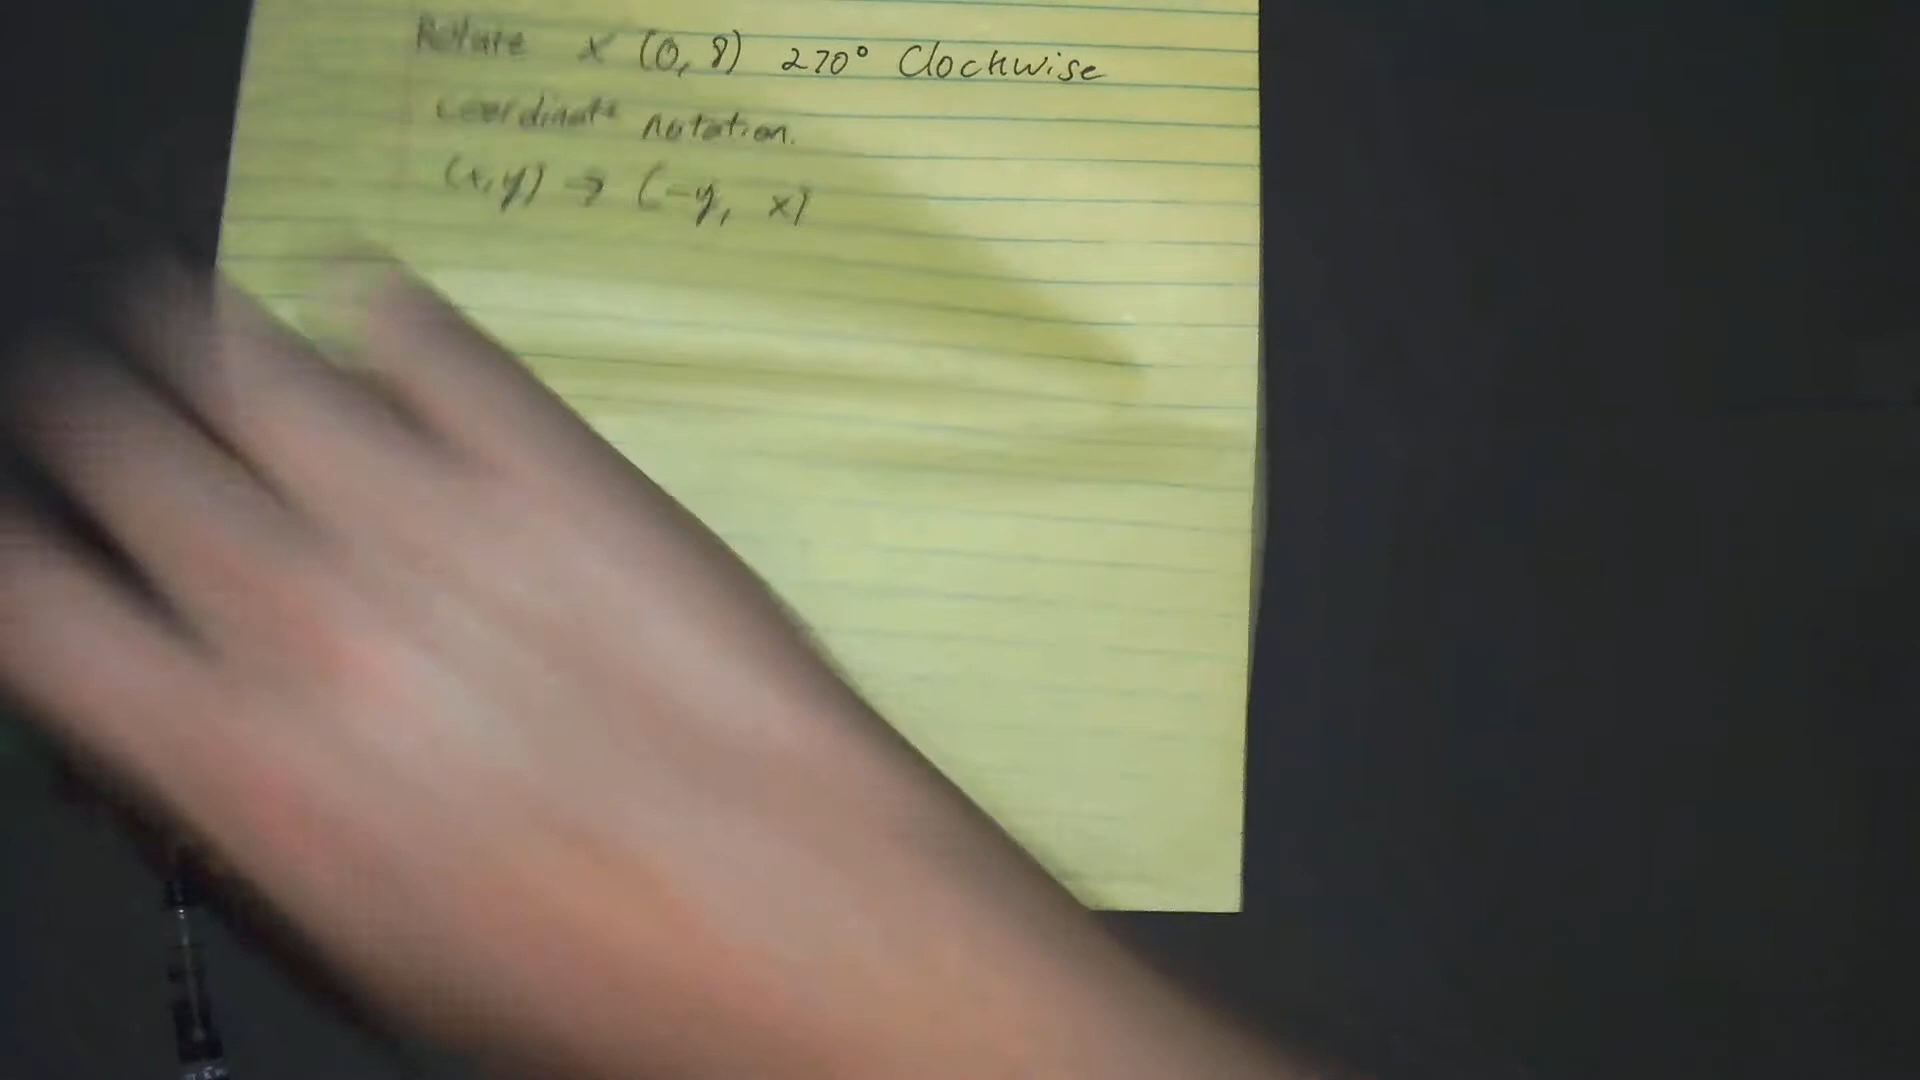 Rotate X (0, 8) 270° Clockwise
coordinate notation.
(x,y) → (-y, x)